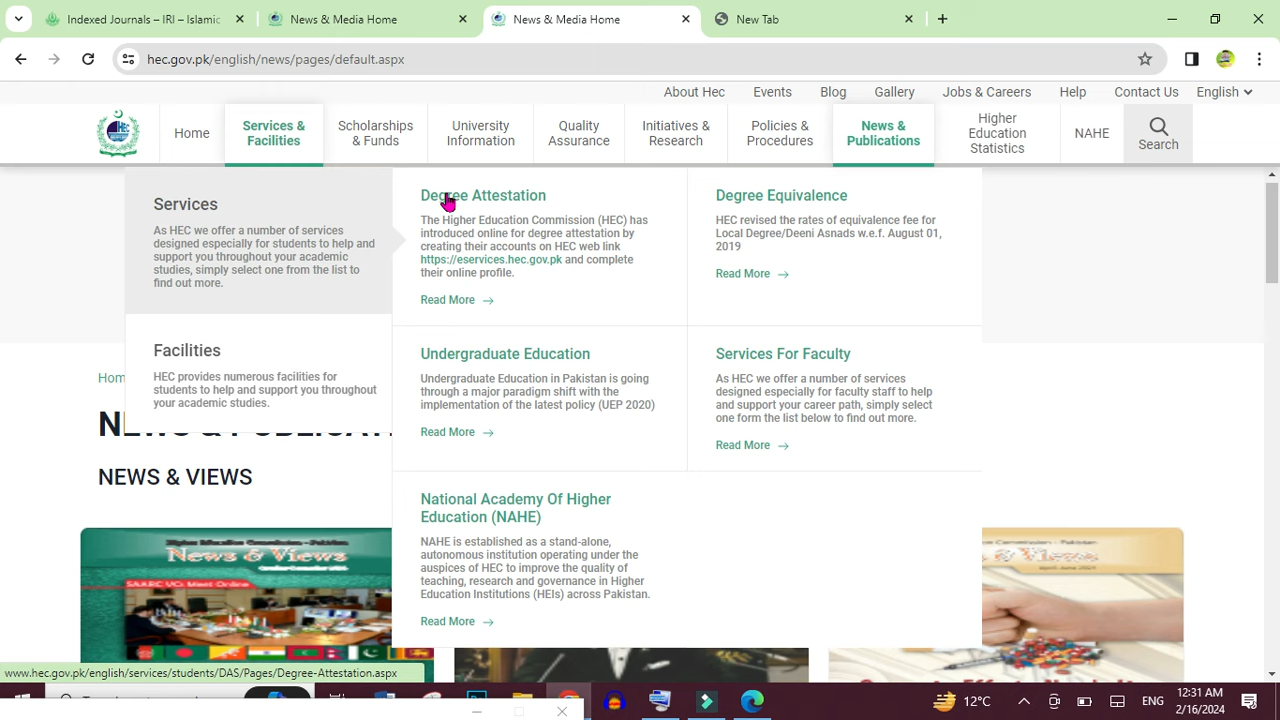 Indexed Journals – IRI – Islamic
News & Media Home
News & Media Home
New Tab
hec.gov.pk/english/news/pages/default.aspx
About Hec
Events
Blog
Gallery
Jobs & Careers
Help
Contact Us
English
HEC
Home
Services &
Facilities
Scholarships
& Funds
University
Information
Quality
Assurance
Initiatives &
Research
Policies &
Procedures
News &
Publications
Higher
Education
Statistics
NAHE
Search
Services
As HEC we offer a number of services
designed especially for students to help and
support you throughout your academic
studies, simply select one from the list to
find out more.
Facilities
HEC provides numerous facilities for
students to help and support you throughout
your academic studies.
Degree Attestation
The Higher Education Commission (HEC) has
introduced online for degree attestation by
creating their accounts on HEC web link
https://eservices.hec.gov.pk and complete
their online profile.
Read More
Degree Equivalence
HEC revised the rates of equivalence fee for
Local Degree/Deeni Asnads w.e.f. August 01,
2019
Read More
Undergraduate Education
Undergraduate Education in Pakistan is going
through a major paradigm shift with the
implementation of the latest policy (UEP 2020)
Read More
Services For Faculty
As HEC we offer a number of services
designed especially for faculty staff to help
and support your career path, simply select
one form the list below to find out more.
Read More
National Academy Of Higher
Education (NAHE)
NAHE is established as a stand-alone,
autonomous institution operating under the
auspices of HEC to improve the quality of
teaching, research and governance in Higher
Education Institutions (HEIs) across Pakistan.
Read More
Hom
NEWS & PUBLICAT
NEWS & VIEWS
Higher Education Commission - Pakistan
News & Views
SAARC VCs Meet Online
News & Views
www.hec.gov.pk/english/services/students/DAS/Pages/Degree-Attestation.aspx
12°C
ENG
12:31 AM
2/16/2024